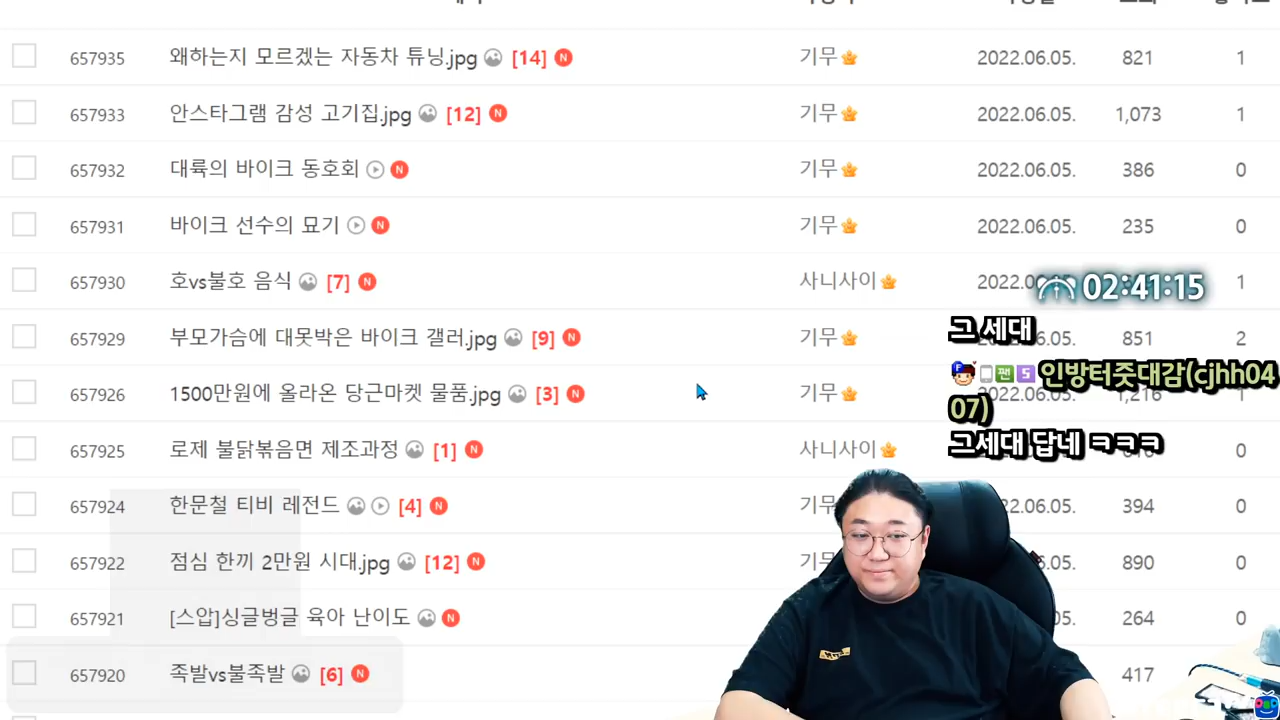 657935 왜하는지 모르겠는 자동차 튜닝.jpg [14] N 기무 2022.06.05. 821 1
657933 안스타그램 감성 고기집.jpg [12] N 기무 2022.06.05. 1,073 1
657932 대륙의 바이크 동호회 N 기무 2022.06.05. 386 0
657931 바이크 선수의 묘기 N 기무 2022.06.05. 235 0
657930 호vs불호 음식 [7] N 사니사이 1
02:41:15
657929 부모가슴에 대못박은 바이크 갤러.jpg [9] N 기무 851 2
그 세대
657926 1500만원에 올라온 당근마켓 물품.jpg [3] N 기무 1,216 1
팬 5 인방터줏대감(cjhh04
07)
657925 로제 불닭볶음면 제조과정 [1] N 사니사이 0
그세대 답네 ㅋㅋㅋ
657924 한문철 티비 레전드 [4] N 394 0
657922 점심 한끼 2만원 시대.jpg [12] N 890 0
657921 [스압]싱글벙글 육아 난이도 N 264 0
657920 족발vs불족발 [6] N 417